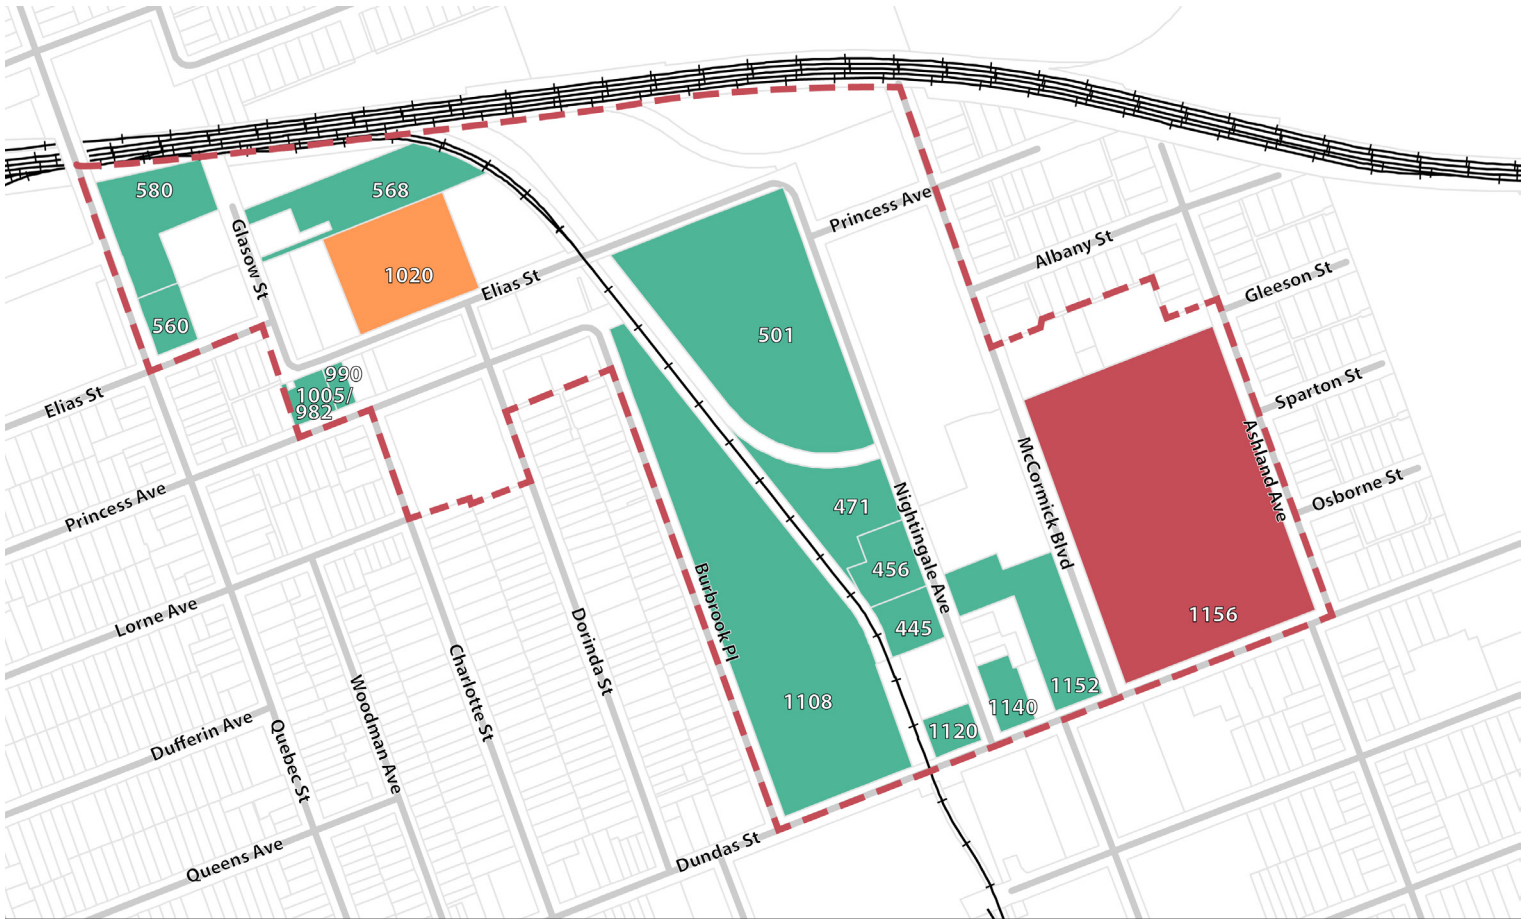 580
568
Princess Ave
Glasow St
Albany St
1020
Elias St
Gleeson St
560
501
990
1005/
982
Elias St
Sparton St
McCormick Blvd
Ashland Ave
Princess Ave
471
Nightingale Ave
Osborne St
456
Burbrook Pl
Lorne Ave
445
1156
Dorinda St
Charlotte St
Woodman Ave
1152
1108
1140
Dufferin Ave
Quebec St
1120
Queens Ave
Dundas St